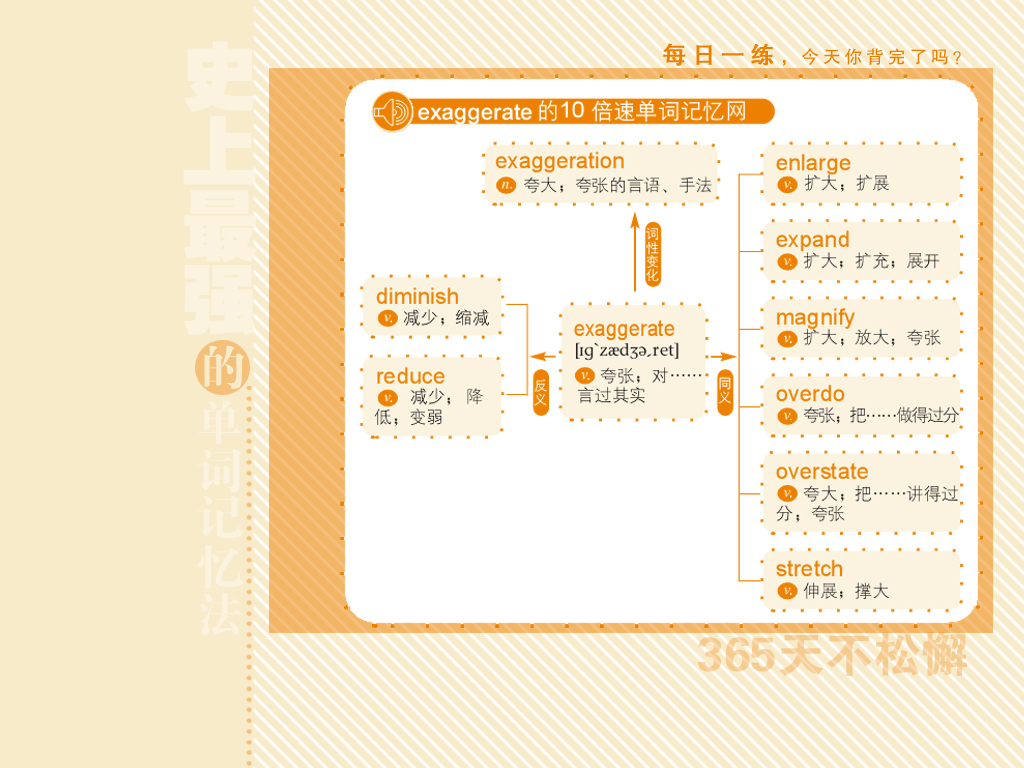 史上最强的单词记忆法
每日一练，今天你背完了吗？
exaggerate 的10 倍速单词记忆网
exaggeration
n. 夸大；夸张的言语、手法
词性变化
diminish
v. 减少；缩减
reduce
v. 减少；降
低；变弱
反义
exaggerate
[ɪgˋzædʒəˏret]
v. 夸张；对……
言过其实
同义
enlarge
v. 扩大；扩展
expand
v. 扩大；扩充；展开
magnify
v. 扩大；放大；夸张
overdo
v. 夸张；把……做得过分
overstate
v. 夸大；把……讲得过
分；夸张
stretch
v. 伸展；撑大
365天不松懈